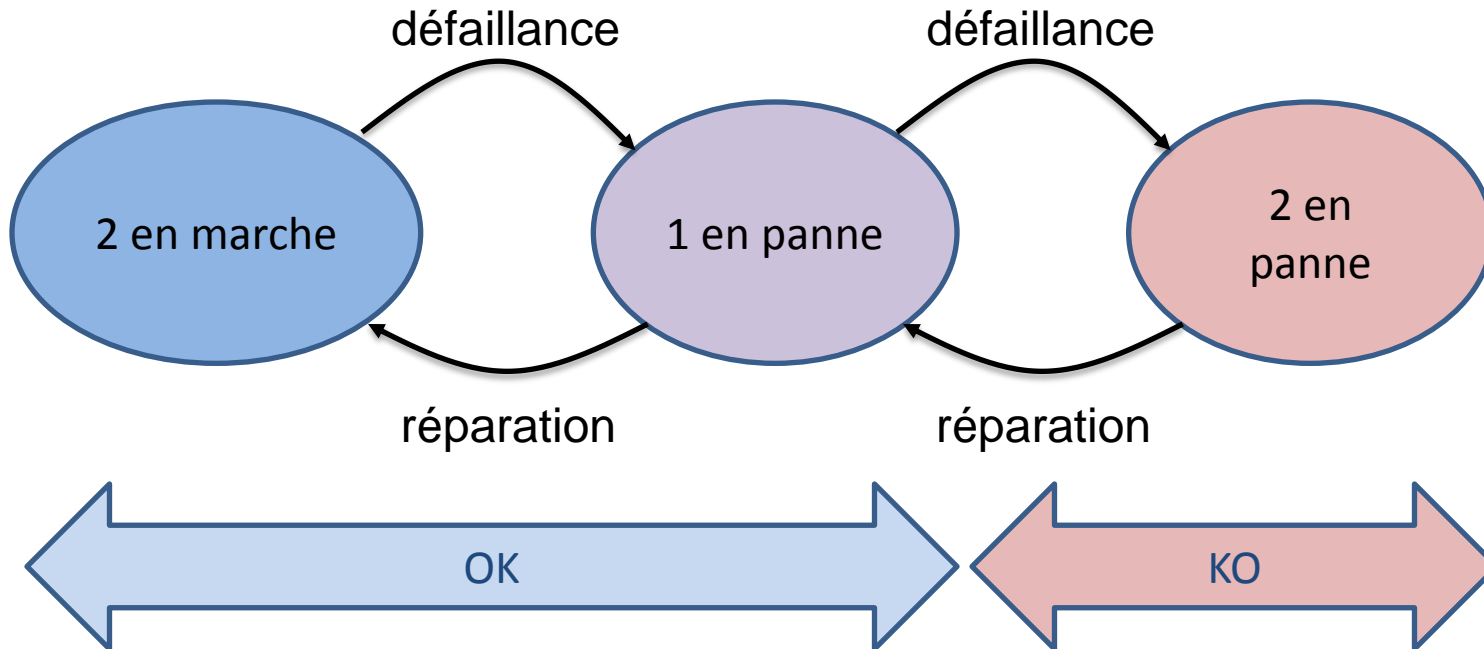 défaillance
défaillance
2 en marche
1 en panne
2 en
panne
réparation
réparation
OK
KO